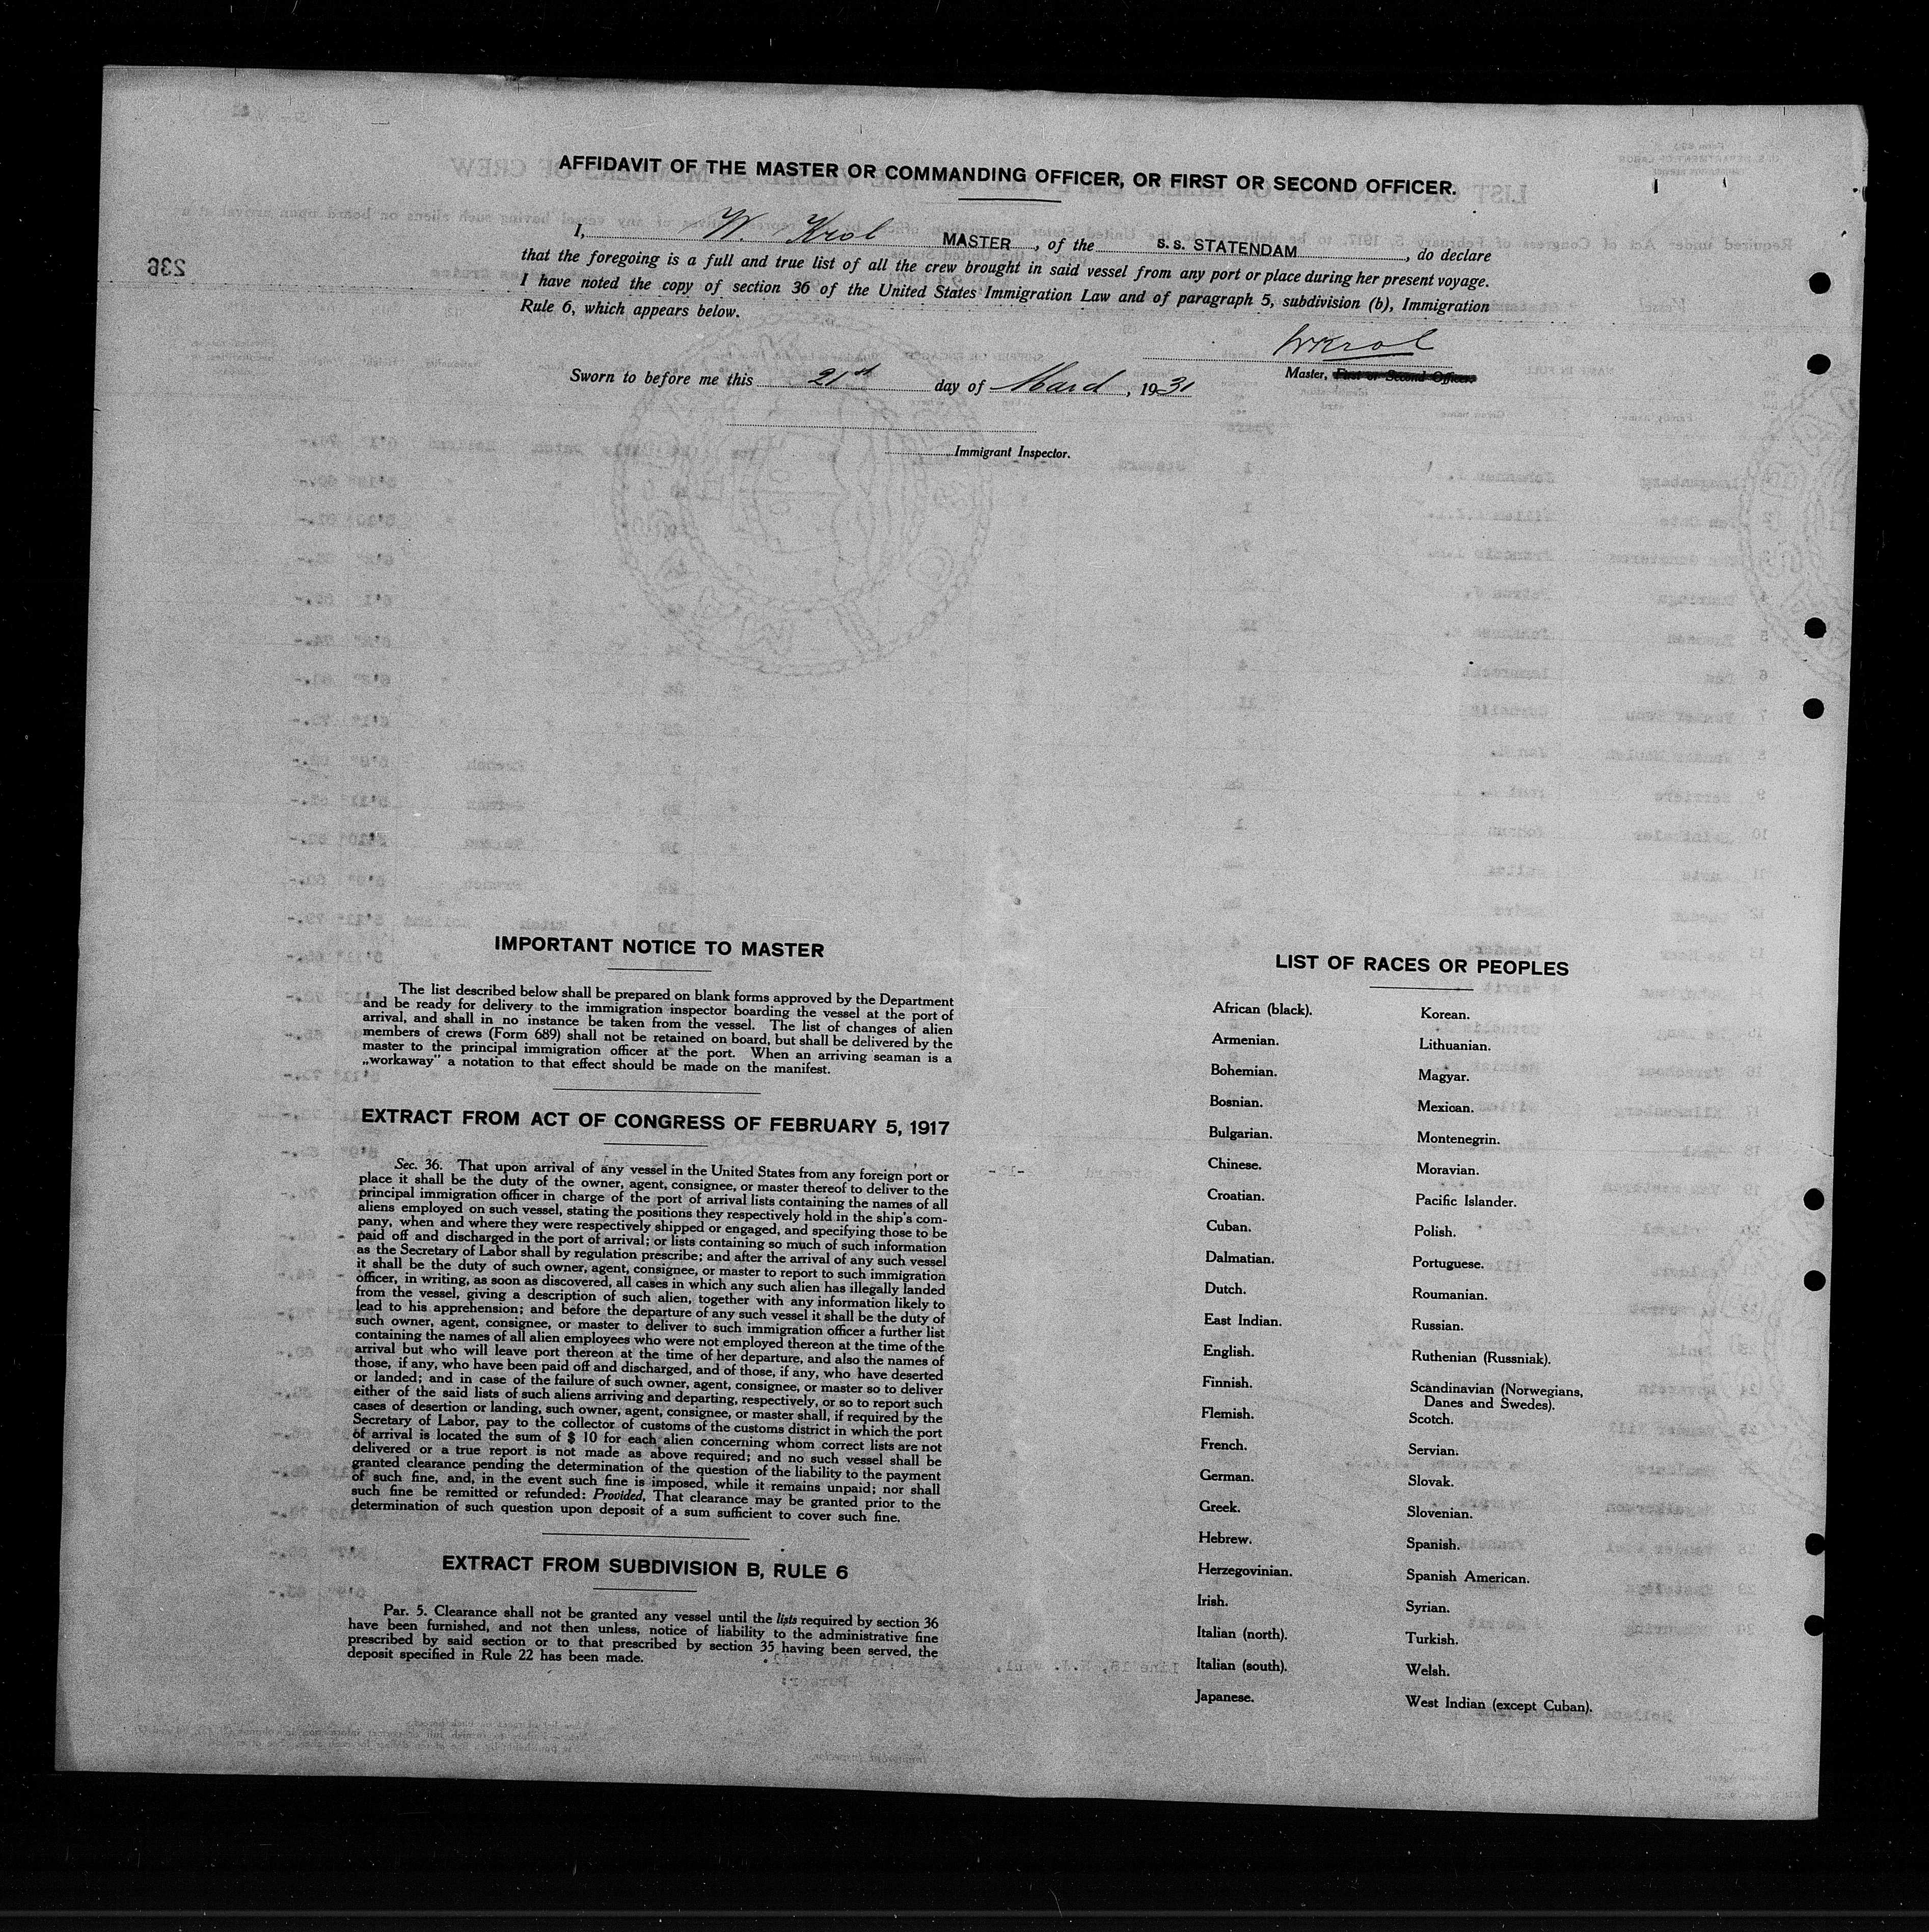 AFFIDAVIT OF THE MASTER OR COMMANDING OFFICER, OR FIRST OR SECOND OFFICER.
I, W. Krol MASTER, of the S.S. STATENDAM, do declare
that the foregoing is a full and true list of all the crew brought in said vessel from any port or place during her present voyage.
I have noted the copy of section 36 of the United States Immigration Law and of paragraph 5, subdivision (b), Immigration
Rule 6, which appears below.
WKrol
Master, First or Second Officer.
Sworn to before me this 21st day of March, 1931
Immigrant Inspector.
236
IMPORTANT NOTICE TO MASTER
The list described below shall be prepared on blank forms approved by the Department
and be ready for delivery to the immigration inspector boarding the vessel at the port of
arrival, and shall in no instance be taken from the vessel. The list of changes of alien
members of crews (Form 689) shall not be retained on board, but shall be delivered by the
master to the principal immigration officer at the port. When an arriving seaman is a
„workaway" a notation to that effect should be made on the manifest.
EXTRACT FROM ACT OF CONGRESS OF FEBRUARY 5, 1917
Sec. 36. That upon arrival of any vessel in the United States from any foreign port or
place it shall be the duty of the owner, agent, consignee, or master thereof to deliver to the
principal immigration officer in charge of the port of arrival lists containing the names of all
aliens employed on such vessel, stating the positions they respectively hold in the ship's com-
pany, when and where they were respectively shipped or engaged, and specifying those to be
paid off and discharged in the port of arrival; or lists containing so much of such information
as the Secretary of Labor shall by regulation prescribe; and after the arrival of any such vessel
it shall be the duty of such owner, agent, consignee, or master to report to such immigration
officer, in writing, as soon as discovered, all cases in which any such alien has illegally landed
from the vessel, giving a description of such alien, together with any information likely to
lead to his apprehension; and before the departure of any such vessel it shall be the duty of
such owner, agent, consignee, or master to deliver to such immigration officer a further list
containing the names of all alien employees who were not employed thereon at the time of the
arrival but who will leave port thereon at the time of her departure, and also the names of
those, if any, who have been paid off and discharged, and of those, if any, who have deserted
or landed; and in case of the failure of such owner, agent, consignee, or master so to deliver
either of the said lists of such aliens arriving and departing, respectively, or so to report such
cases of desertion or landing, such owner, agent, consignee, or master shall, if required by the
Secretary of Labor, pay to the collector of customs of the customs district in which the port
of arrival is located the sum of $ 10 for each alien concerning whom correct lists are not
delivered or a true report is not made as above required; and no such vessel shall be
granted clearance pending the determination of the question of the liability to the payment
of such fine, and, in the event such fine is imposed, while it remains unpaid; nor shall
such fine be remitted or refunded: Provided, That clearance may be granted prior to the
determination of such question upon deposit of a sum sufficient to cover such fine.
EXTRACT FROM SUBDIVISION B, RULE 6
Par. 5. Clearance shall not be granted any vessel until the lists required by section 36
have been furnished, and not then unless, notice of liability to the administrative fine
prescribed by said section or to that prescribed by section 35 having been served, the
deposit specified in Rule 22 has been made.
LIST OF RACES OR PEOPLES
African (black).
Armenian.
Bohemian.
Bosnian.
Bulgarian.
Chinese.
Croatian.
Cuban.
Dalmatian.
Dutch.
East Indian.
English.
Finnish.
Flemish.
French.
German.
Greek.
Hebrew.
Herzegovinian.
Irish.
Italian (north).
Italian (south).
Japanese.
Korean.
Lithuanian.
Magyar.
Mexican.
Montenegrin.
Moravian.
Pacific Islander.
Polish.
Portuguese.
Roumanian.
Russian.
Ruthenian (Russniak).
Scandinavian (Norwegians,
Danes and Swedes).
Scotch.
Servian.
Slovak.
Slovenian.
Spanish.
Spanish American.
Syrian.
Turkish.
Welsh.
West Indian (except Cuban).